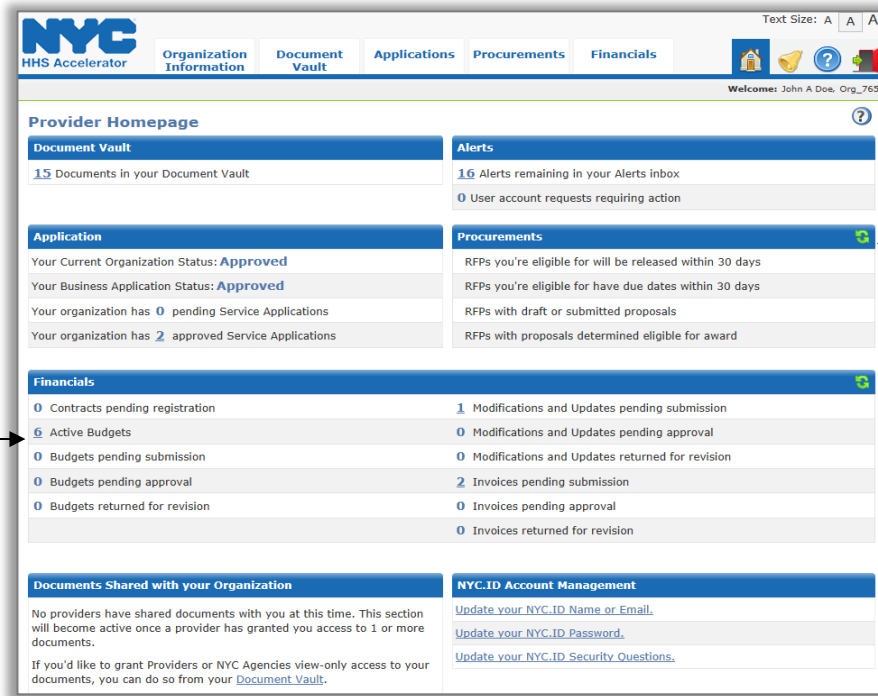 Text Size: A A A
NYC
HHS Accelerator
Organization Information
Document Vault
Applications
Procurements
Financials
Welcome: John A Doe, Org_765
Provider Homepage
Document Vault
15 Documents in your Document Vault
Alerts
16 Alerts remaining in your Alerts inbox
0 User account requests requiring action
Application
Your Current Organization Status: Approved
Your Business Application Status: Approved
Your organization has 0 pending Service Applications
Your organization has 2 approved Service Applications
Procurements
RFPs you're eligible for will be released within 30 days
RFPs you're eligible for have due dates within 30 days
RFPs with draft or submitted proposals
RFPs with proposals determined eligible for award
Financials
0 Contracts pending registration
6 Active Budgets
0 Budgets pending submission
0 Budgets pending approval
0 Budgets returned for revision
1 Modifications and Updates pending submission
0 Modifications and Updates pending approval
0 Modifications and Updates returned for revision
2 Invoices pending submission
0 Invoices pending approval
0 Invoices returned for revision
Documents Shared with your Organization
No providers have shared documents with you at this time. This section
will become active once a provider has granted you access to 1 or more
documents.
If you'd like to grant Providers or NYC Agencies view-only access to your
documents, you can do so from your Document Vault.
NYC.ID Account Management
Update your NYC.ID Name or Email.
Update your NYC.ID Password.
Update your NYC.ID Security Questions.